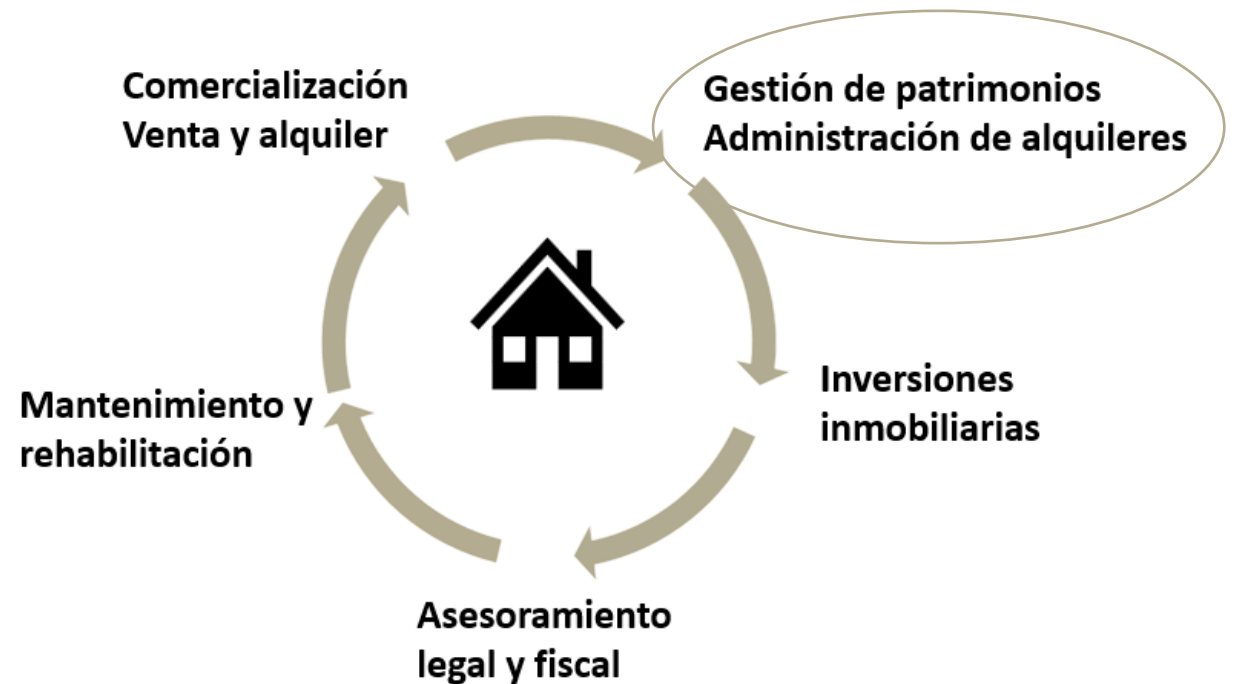 Comercialización
Venta y alquiler
Gestión de patrimonios
Administración de alquileres
Inversiones
inmobiliarias
Asesoramiento
legal y fiscal
Mantenimiento y
rehabilitación